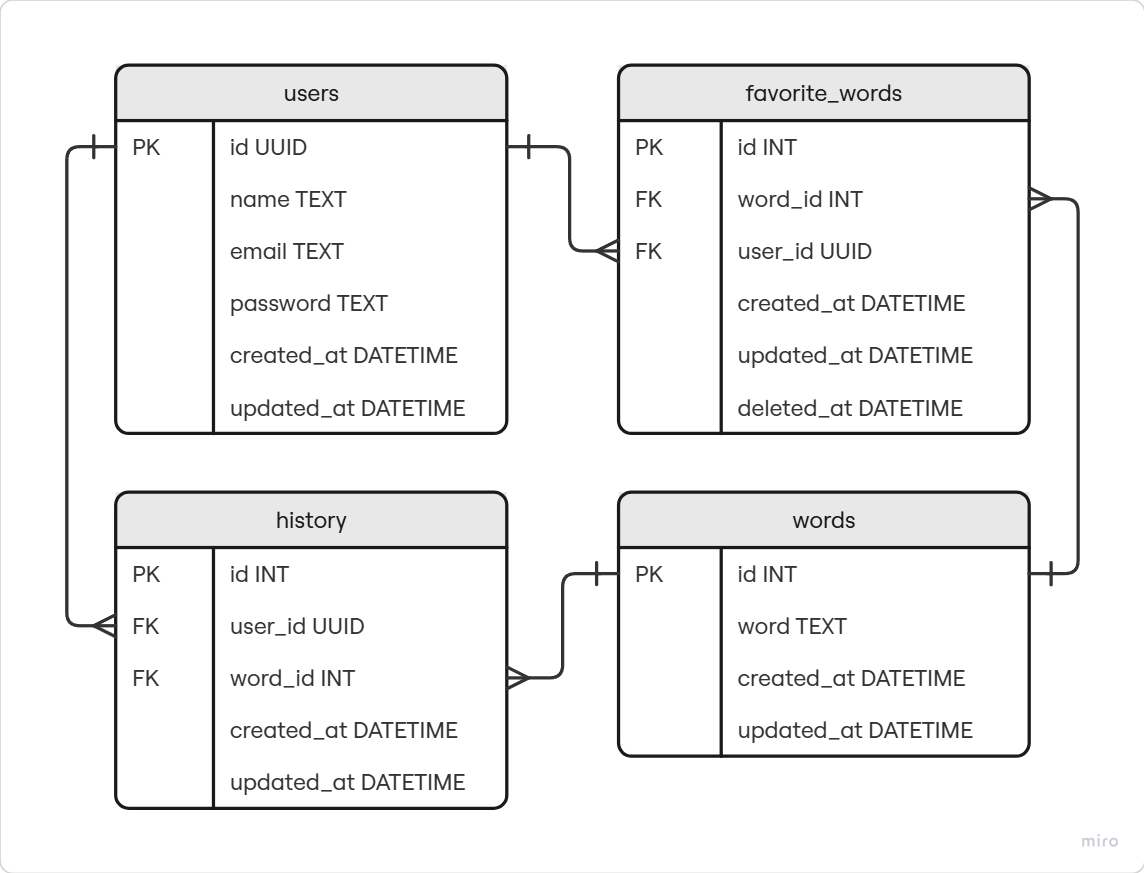 users
PK id UUID
name TEXT
email TEXT
password TEXT
created_at DATETIME
updated_at DATETIME
favorite_words
PK id INT
FK word_id INT
FK user_id UUID
created_at DATETIME
updated_at DATETIME
deleted_at DATETIME
history
PK id INT
FK user_id UUID
FK word_id INT
created_at DATETIME
updated_at DATETIME
words
PK id INT
word TEXT
created_at DATETIME
updated_at DATETIME
miro